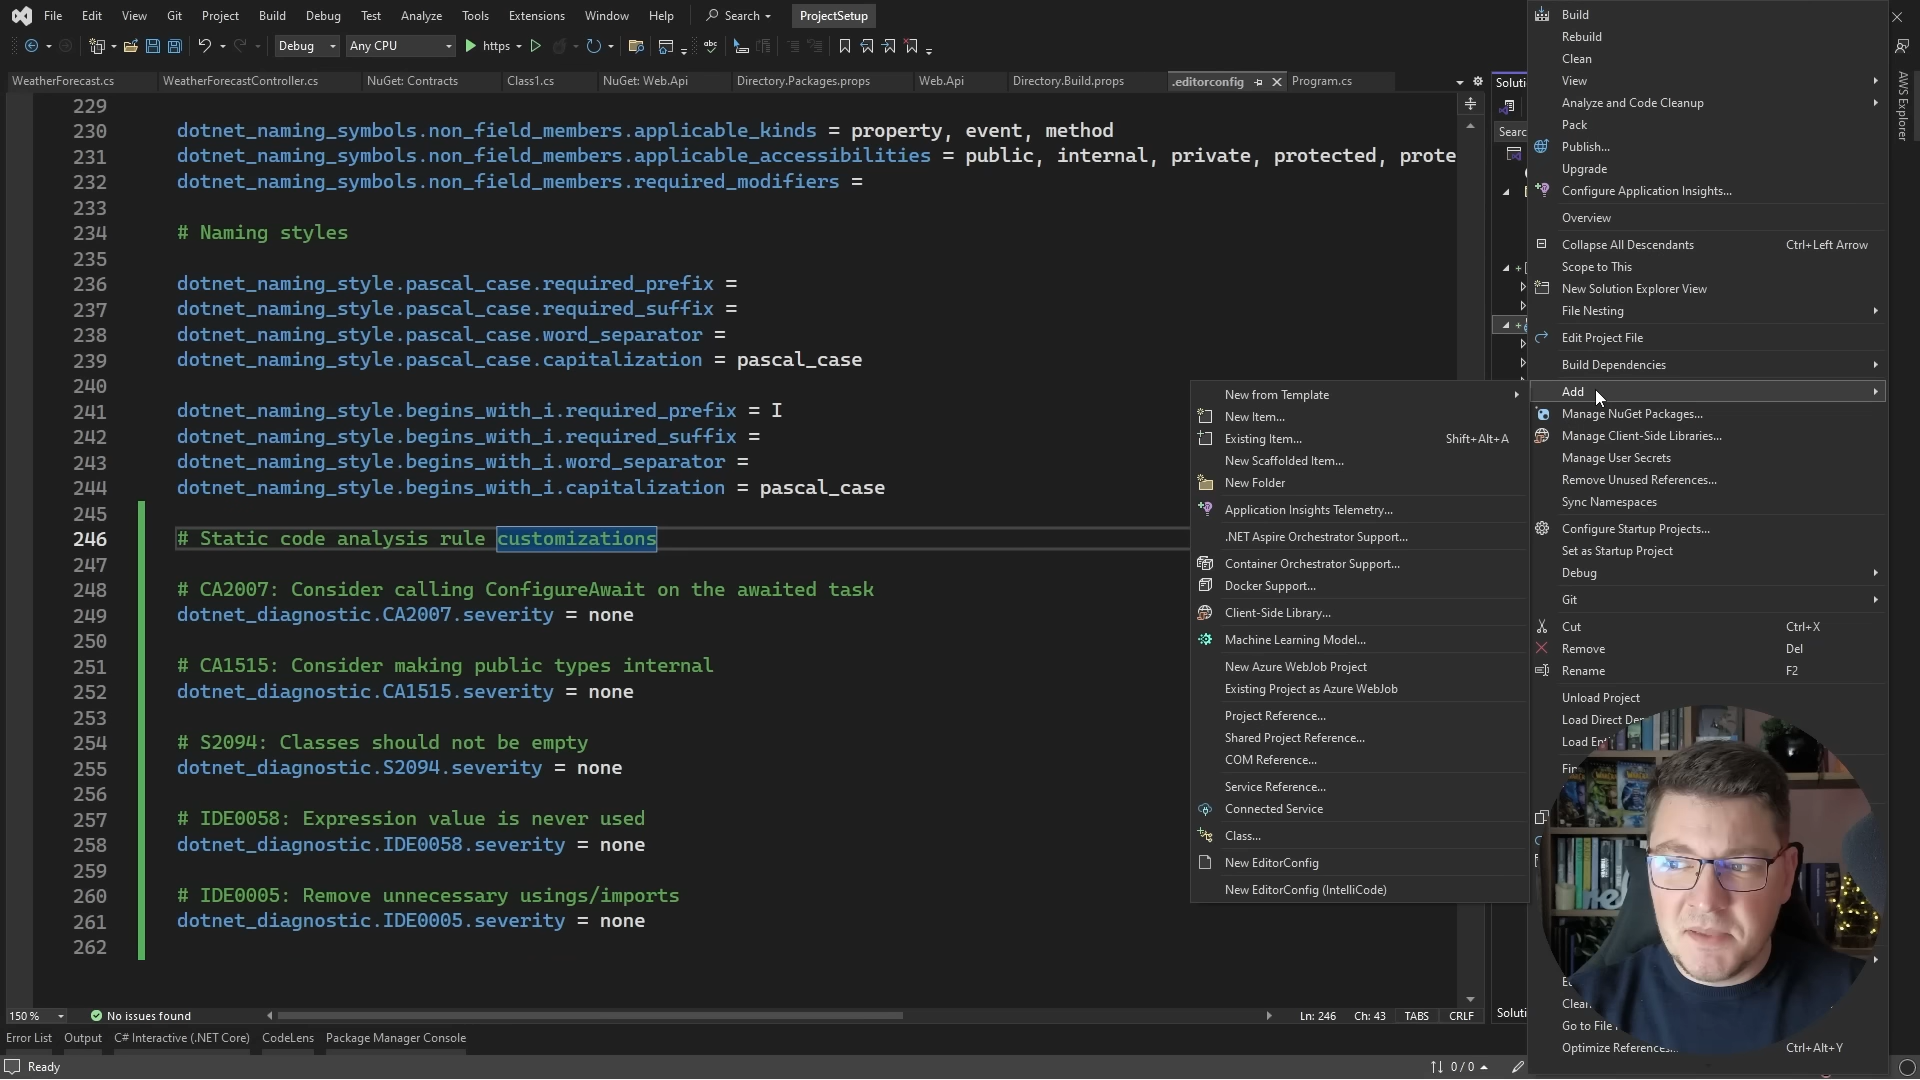 File Edit View Git Project Build Debug Test Analyze Tools Extensions Window Help Search ProjectSetup
Debug Any CPU https
WeatherForecast.cs WeatherForecastController.cs NuGet: Contracts Class1.cs NuGet: Web.Api Directory.Packages.props Web.Api Directory.Build.props .editorconfig Program.cs
229
230 dotnet_naming_symbols.non_field_members.applicable_kinds = property, event, method
231 dotnet_naming_symbols.non_field_members.applicable_accessibilities = public, internal, private, protected, prote
232 dotnet_naming_symbols.non_field_members.required_modifiers =
233
234 # Naming styles
235
236 dotnet_naming_style.pascal_case.required_prefix =
237 dotnet_naming_style.pascal_case.required_suffix =
238 dotnet_naming_style.pascal_case.word_separator =
239 dotnet_naming_style.pascal_case.capitalization = pascal_case
240
241 dotnet_naming_style.begins_with_i.required_prefix = I
242 dotnet_naming_style.begins_with_i.required_suffix =
243 dotnet_naming_style.begins_with_i.word_separator =
244 dotnet_naming_style.begins_with_i.capitalization = pascal_case
245
246 # Static code analysis rule customizations
247
248 # CA2007: Consider calling ConfigureAwait on the awaited task
249 dotnet_diagnostic.CA2007.severity = none
250
251 # CA1515: Consider making public types internal
252 dotnet_diagnostic.CA1515.severity = none
253
254 # S2094: Classes should not be empty
255 dotnet_diagnostic.S2094.severity = none
256
257 # IDE0058: Expression value is never used
258 dotnet_diagnostic.IDE0058.severity = none
259
260 # IDE0005: Remove unnecessary usings/imports
261 dotnet_diagnostic.IDE0005.severity = none
262
New from Template
New Item...
Existing Item... Shift+Alt+A
New Scaffolded Item...
New Folder
Application Insights Telemetry...
.NET Aspire Orchestrator Support...
Container Orchestrator Support...
Docker Support...
Client-Side Library...
Machine Learning Model...
New Azure WebJob Project
Existing Project as Azure WebJob
Project Reference...
Shared Project Reference...
COM Reference...
Service Reference...
Connected Service
Class...
New EditorConfig
New EditorConfig (IntelliCode)
Soluti
Searc
Build
Rebuild
Clean
View
Analyze and Code Cleanup
Pack
Publish...
Upgrade
Configure Application Insights...
Overview
Collapse All Descendants Ctrl+Left Arrow
Scope to This
New Solution Explorer View
File Nesting
Edit Project File
Build Dependencies
Add
Manage NuGet Packages...
Manage Client-Side Libraries...
Manage User Secrets
Remove Unused References...
Sync Namespaces
Configure Startup Projects...
Set as Startup Project
Debug
Git
Cut Ctrl+X
Remove Del
Rename F2
Unload Project
Load Direct De
Load En
Go to File
Optimize References... Ctrl+Alt+Y
AWS Explorer
150 % No issues found Ln: 246 Ch: 43 TABS CRLF Soluti
Error List Output C# Interactive (.NET Core) CodeLens Package Manager Console
Ready 0 / 0